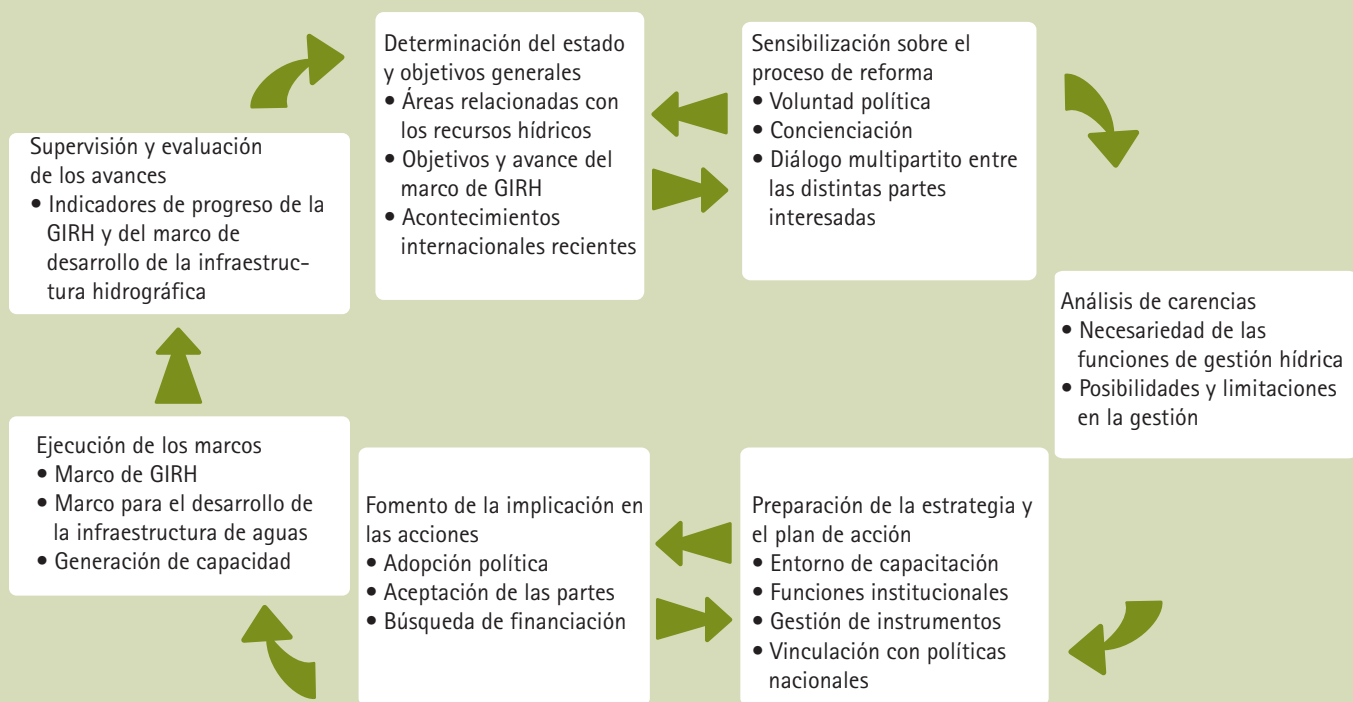 Determinación del estado
y objetivos generales
• Áreas relacionadas con
los recursos hídricos
• Objetivos y avance del
marco de GIRH
• Acontecimientos
internacionales recientes
Sensibilización sobre el
proceso de reforma
• Voluntad política
• Concienciación
• Diálogo multipartito entre
las distintas partes
interesadas
Análisis de carencias
• Necesariedad de las
funciones de gestión hídrica
• Posibilidades y limitaciones
en la gestión
Preparación de la estrategia y
el plan de acción
• Entorno de capacitación
• Funciones institucionales
• Gestión de instrumentos
• Vinculación con políticas
nacionales
Fomento de la implicación en
las acciones
• Adopción política
• Aceptación de las partes
• Búsqueda de financiación
Ejecución de los marcos
• Marco de GIRH
• Marco para el desarrollo de
la infraestructura de aguas
• Generación de capacidad
Supervisión y evaluación
de los avances
• Indicadores de progreso de la
GIRH y del marco de
desarrollo de la infraestruc-
tura hidrográfica